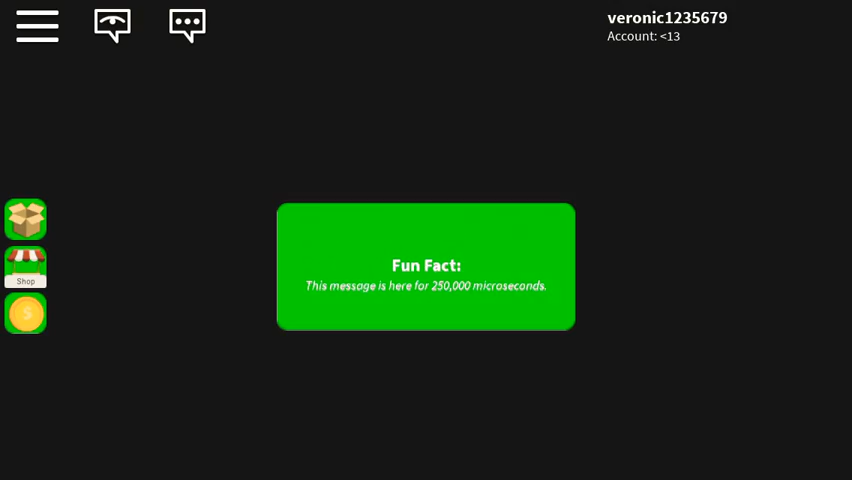 veronic1235679
Account: <13
Shop
Fun Fact:
This message is here for 250,000 microseconds.